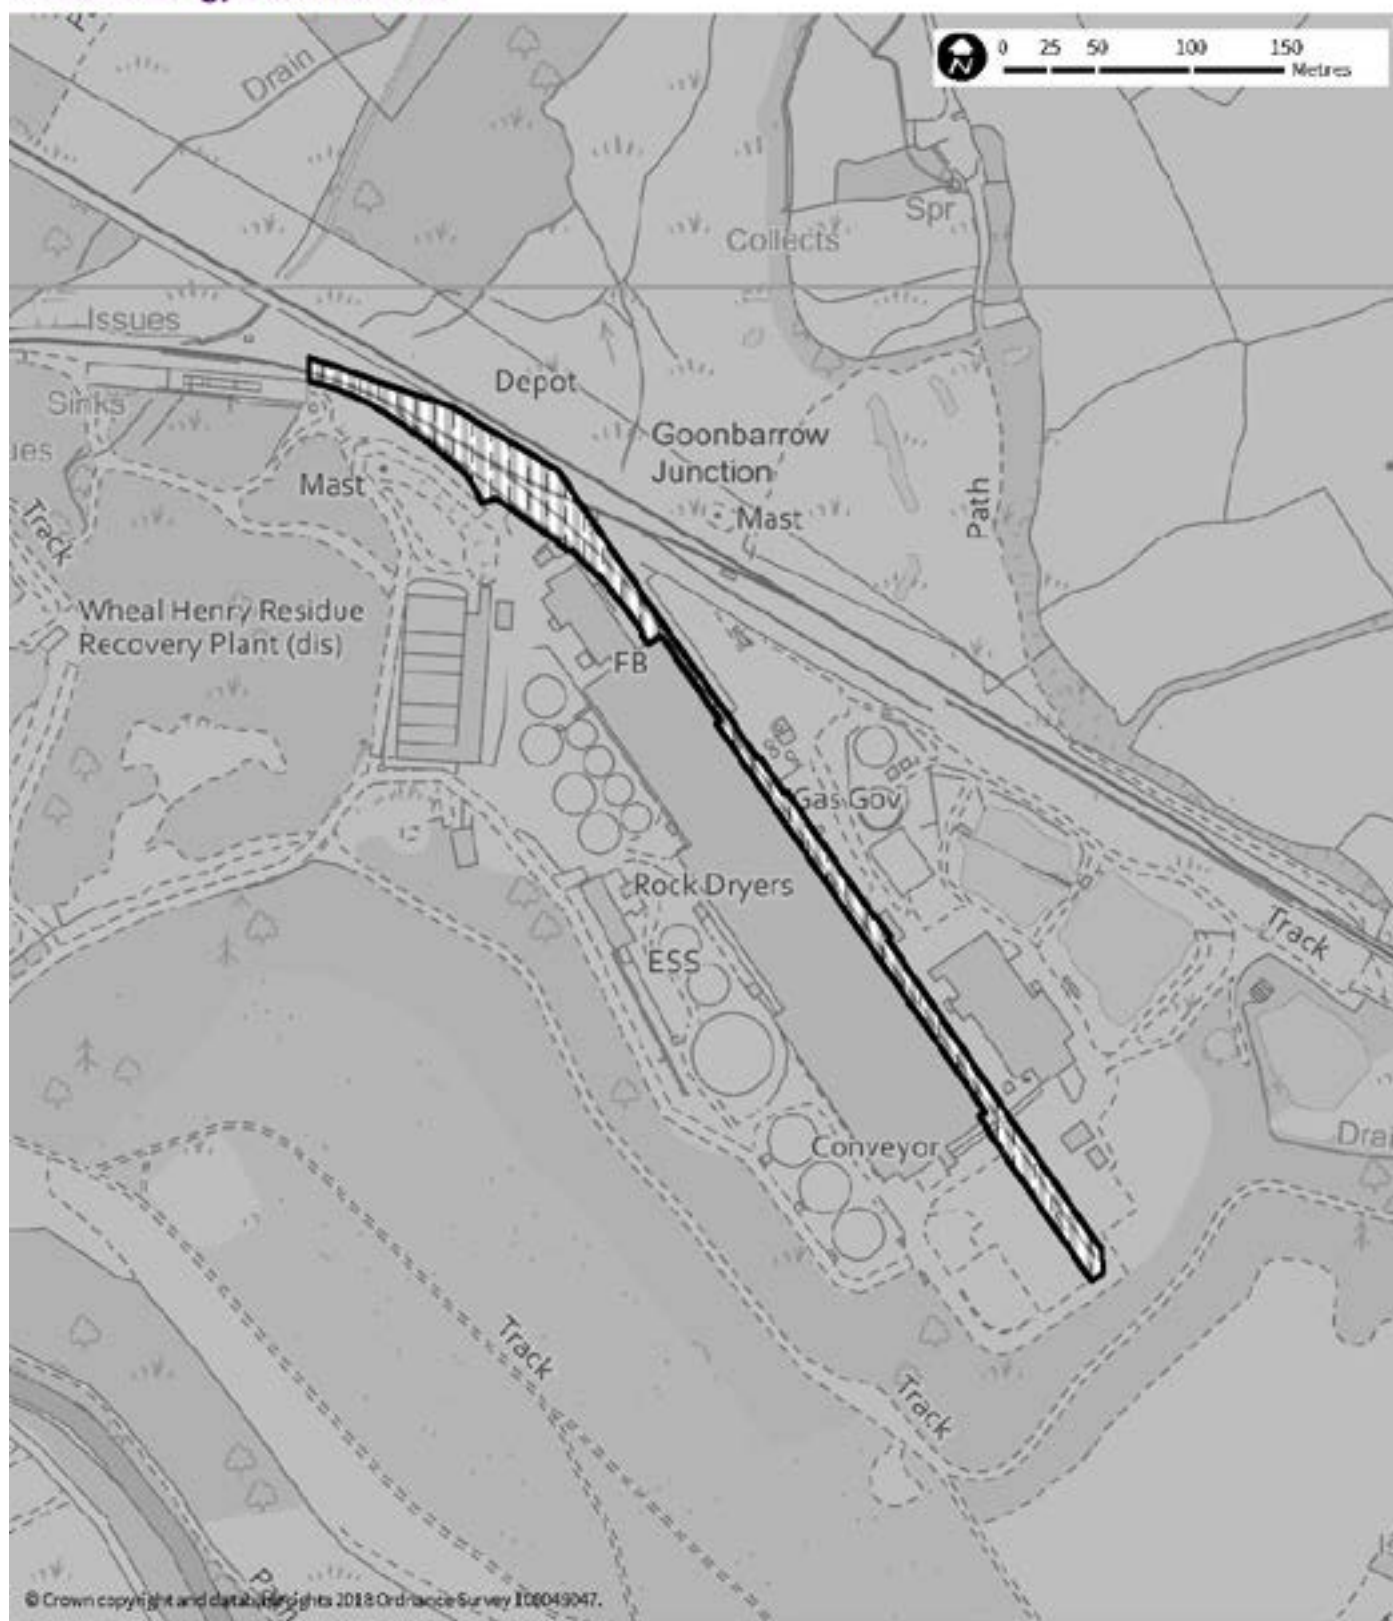 N
0 25 50 100 150
Metres
Drain
Spr
Collects
Issues
Depot
Sinks
Goonbarrow
Junction
Mast
Mast
Path
Track
Wheal Henry Residue
Recovery Plant (dis)
FB
Gas Gov
Rock Dryers
Track
ESS
Conveyor
Track
Track
© Crown copyright and database rights 2018 Ordnance Survey 100049047.